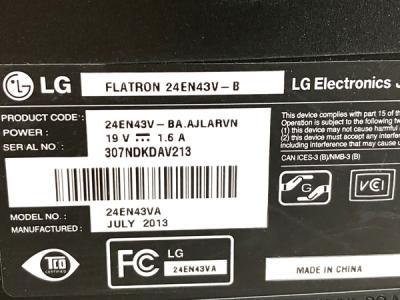 LG FLATRON 24EN43V-B LG Electronics J
PRODUCT CODE: 24EN43V-BA.AJLARVN
POWER: 19 V 1.6 A
SERIAL NO.: 307NDKDAV213
This device complies with part 15 of the
Operation is subject to the following
(1) this device may not cause harmful
(2) this device must accept any
including interference that may cause
CAN ICES-3 (B)/NMB-3 (B)
G
VCI
MODEL NO.: 24EN43VA
MANUFACTURED: JULY 2013
TCO
CERTIFIED
FC LG
24EN43VA
MADE IN CHINA